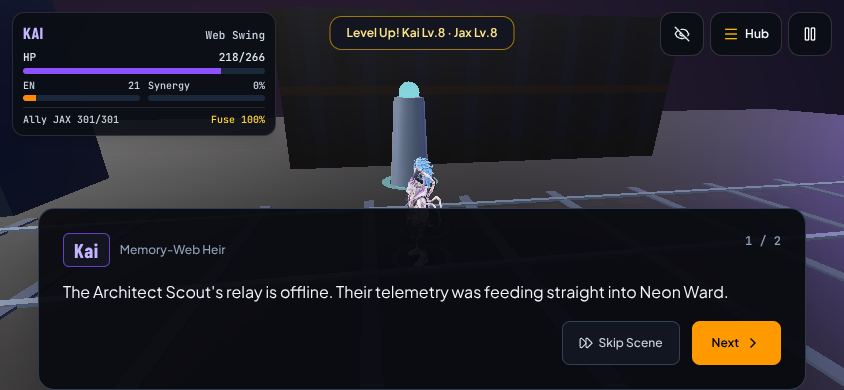 KAI
Web Swing
HP 218/266
EN 21 Synergy 0%
Ally JAX 301/301 Fuse 100%
Level Up! Kai Lv.8 · Jax Lv.8
Hub
Kai Memory-Web Heir
1 / 2
The Architect Scout's relay is offline. Their telemetry was feeding straight into Neon Ward.
Skip Scene
Next